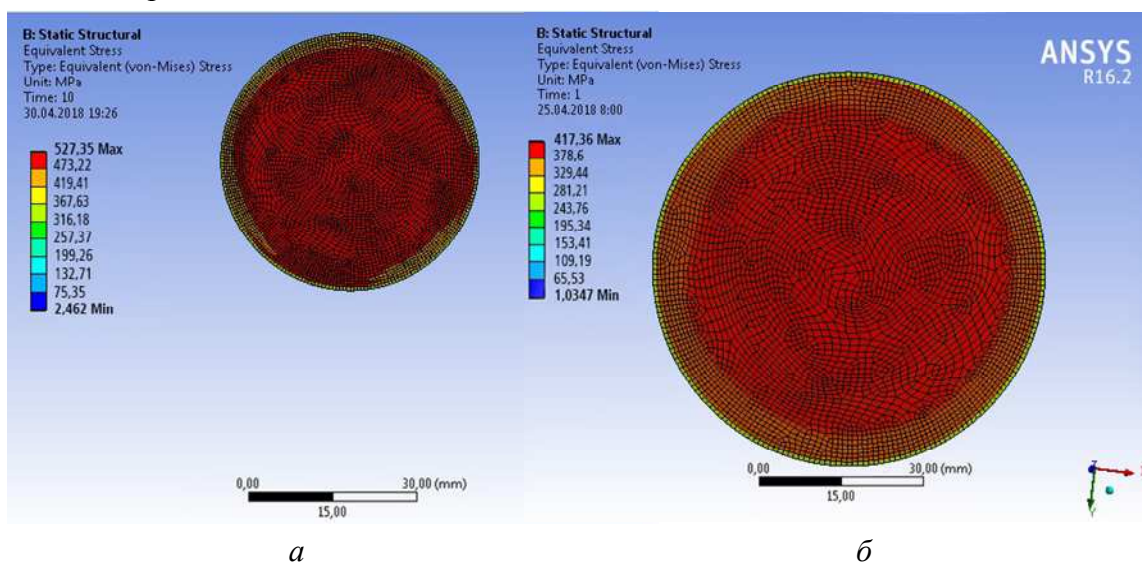 B: Static Structural
Equivalent Stress
Type: Equivalent (von-Mises) Stress
Unit: MPa
Time: 10
30.04.2018 19:26
527,35 Max
473,22
419,41
367,63
316,18
257,37
199,26
132,71
75,35
2,462 Min
0,00
30,00 (mm)
15,00
B: Static Structural
Equivalent Stress
Type: Equivalent (von-Mises) Stress
Unit: MPa
Time: 1
25.04.2018 8:00
417,36 Max
378,6
329,44
281,21
243,76
195,34
153,41
109,19
65,53
1,0347 Min
ANSYS
R16.2
0,00
30,00 (mm)
15,00
Z
Y
а
б